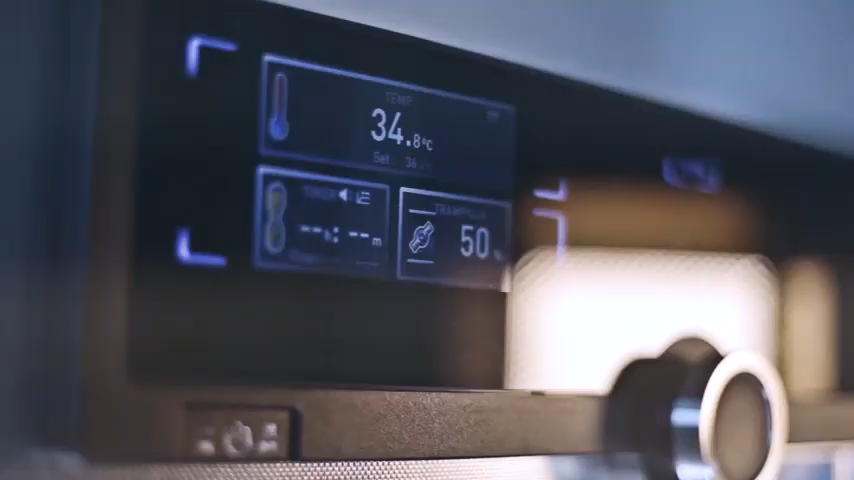 TEMP
34.8°C
Set
TIMER
--h:--m
50%